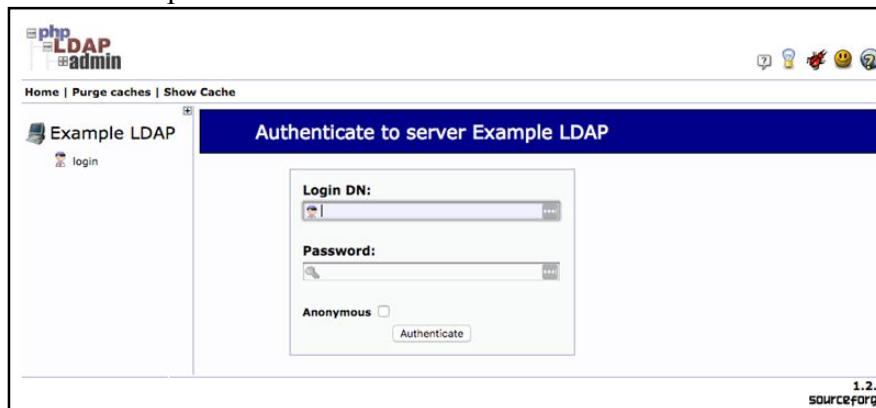 php
LDAP
admin
Home | Purge caches | Show Cache
Example LDAP
login
Authenticate to server Example LDAP
Login DN:
Password:
Anonymous
Authenticate
1.2.
sourceforg